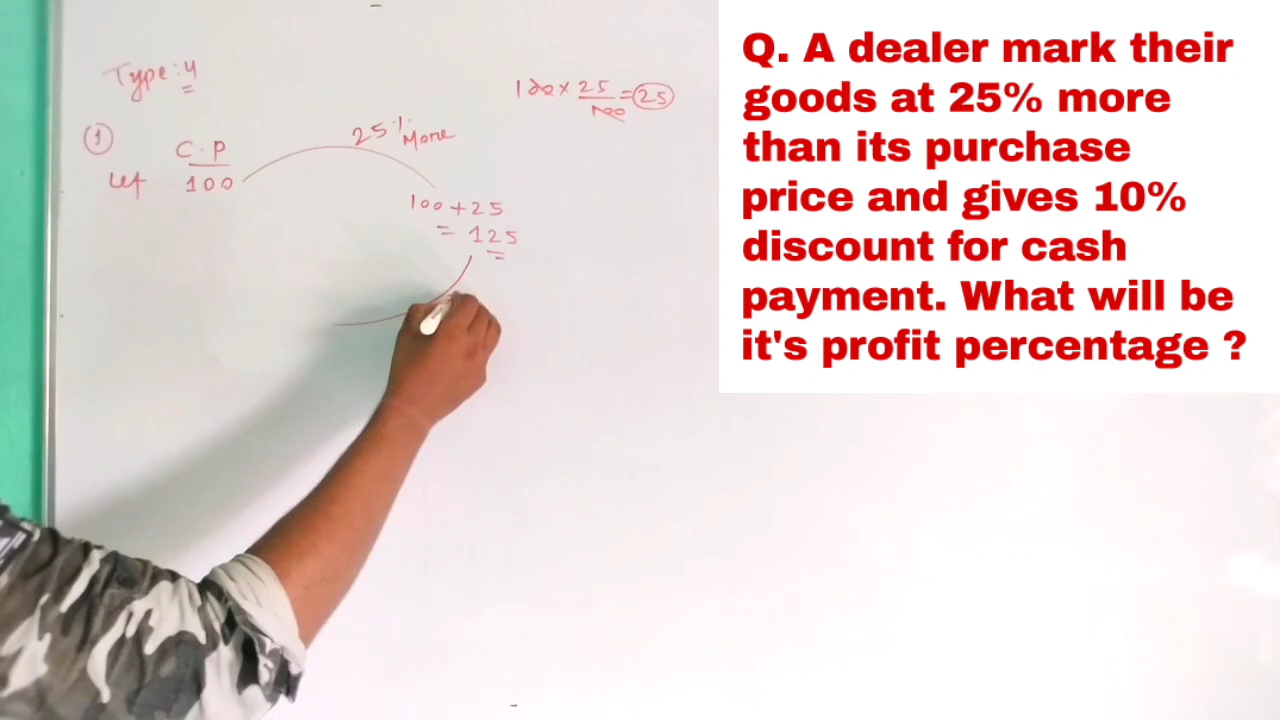 Type: 4
1
C.P
Let 100
25% More
100 + 25
= 125
100 × 25/100 = 25
Q. A dealer mark their
goods at 25% more
than its purchase
price and gives 10%
discount for cash
payment. What will be
it's profit percentage ?